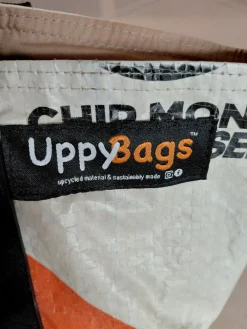 CHIP MON
SE
UppyBags™
upcycled material & sustainably made